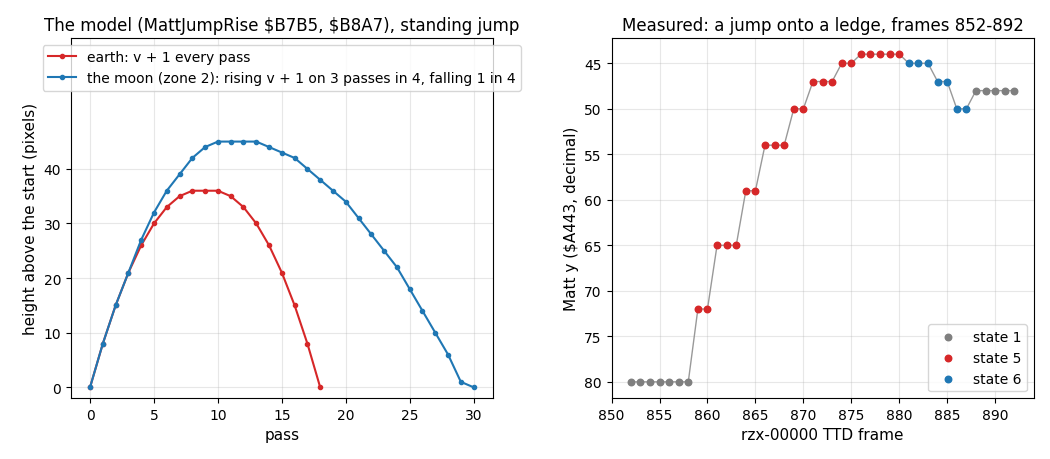 The model (MattJumpRise $B7B5, $B8A7), standing jump
earth: v + 1 every pass
the moon (zone 2): rising v + 1 on 3 passes in 4, falling 1 in 4
height above the start (pixels)
40
30
20
10
0
0 5 10 15 20 25 30
pass
Measured: a jump onto a ledge, frames 852-892
Matt y ($A443, decimal)
45
50
55
60
65
70
75
80
state 1
state 5
state 6
850 855 860 865 870 875 880 885 890
rzx-00000 TTD frame